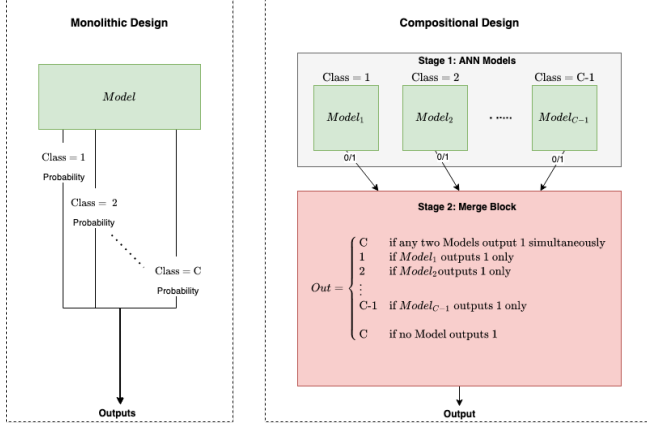 Monolithic Design
Model
Class = 1
Probability
Class = 2
Probability
Class = C
Probability
Outputs
Compositional Design
Stage 1: ANN Models
Class = 1
Class = 2
Class = C-1
Model₁
Model₂
......
Model_{C−1}
0/1
0/1
0/1
Stage 2: Merge Block
Out =
C if any two Models output 1 simultaneously
1 if Model₁ outputs 1 only
2 if Model₂outputs 1 only
⋮
C-1 if Model_{C−1} outputs 1 only
C if no Model outputs 1
Output